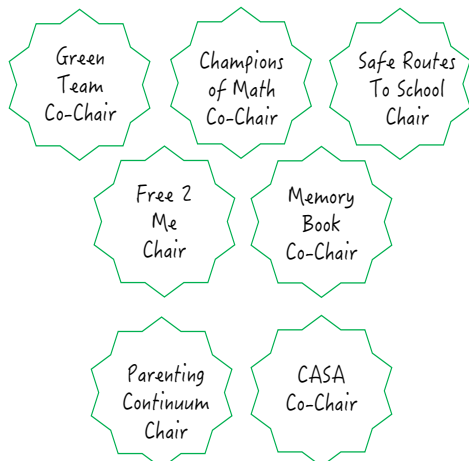 Green
Team
Co-Chair
Champions
of Math
Co-Chair
Safe Routes
To School
Chair
Free 2
Me
Chair
Memory
Book
Co-Chair
Parenting
Continuum
Chair
CASA
Co-Chair